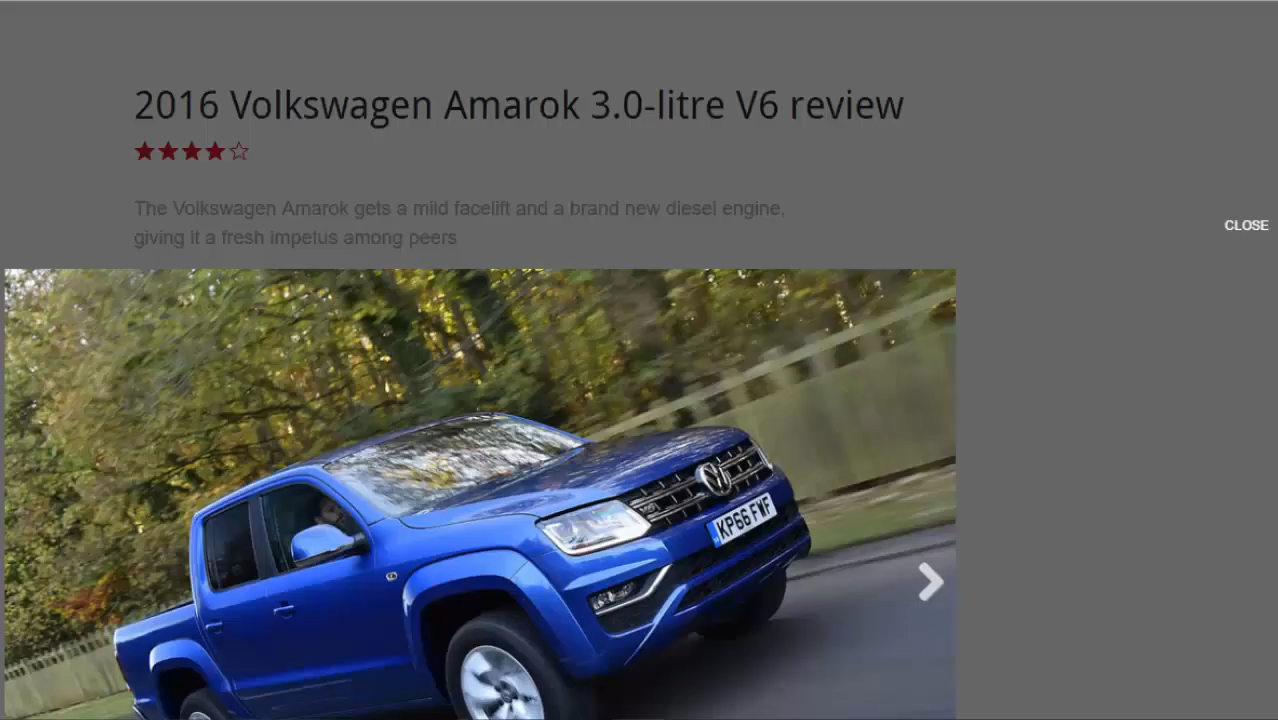 2016 Volkswagen Amarok 3.0-litre V6 review
The Volkswagen Amarok gets a mild facelift and a brand new diesel engine,
giving it a fresh impetus among peers
CLOSE
KP66 FWF